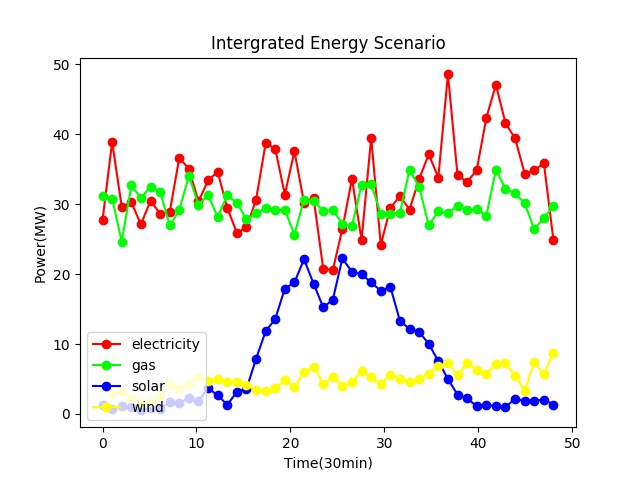 Intergrated Energy Scenario
Power(MW)
50
40
30
20
10
0
electricity
gas
solar
wind
0 10 20 30 40 50
Time(30min)